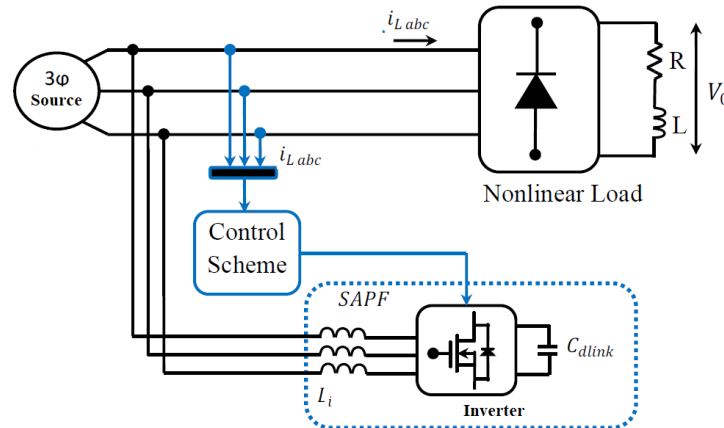 i_L abc
3φ
Source
R
L
V_0
i_L abc
Nonlinear Load
Control
Scheme
SAPF
C_dlink
L_i
Inverter